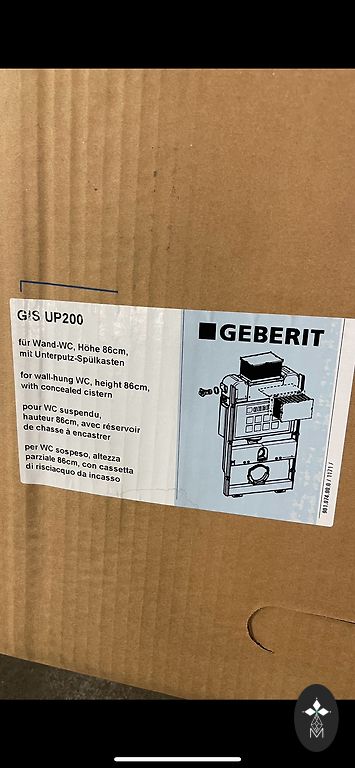 GIS UP200
für Wand-WC, Höhe 86cm,
mit Unterputz-Spülkasten
for wall-hung WC, height 86cm,
with concealed cistern
pour WC suspendu,
hauteur 86cm, avec réservoir
de chasse à encastrer
per WC sospeso, altezza
parziale 86cm, con cassetta
di risciacquo da incasso
GEBERIT
M